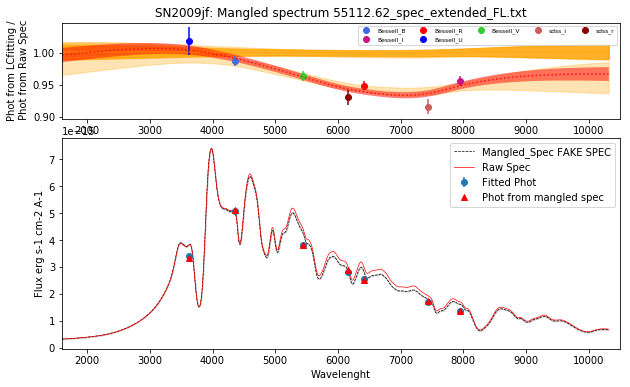 SN2009jf: Mangled spectrum 55112.62_spec_extended_FL.txt
Phot from LCfitting /
Phot from Raw Spec
Bessell_B
Bessell_I
Bessell_R
Bessell_U
Bessell_V
sdss_i
sdss_r
1.00
0.95
0.90
2000 3000 4000 5000 6000 7000 8000 9000 10000
Flux erg s-1 cm-2 A-1
7
6
5
4
3
2
1
0
Mangled_Spec FAKE SPEC
Raw Spec
Fitted Phot
Phot from mangled spec
2000 3000 4000 5000 6000 7000 8000 9000 10000
Wavelenght